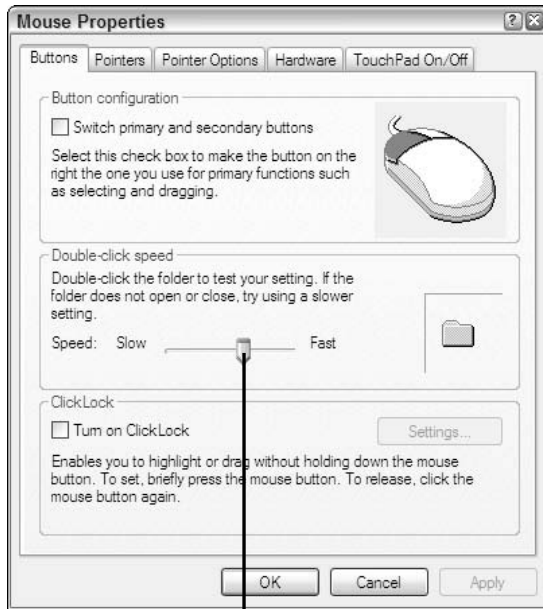 Mouse Properties
Buttons Pointers Pointer Options Hardware TouchPad On/Off
Button configuration
Switch primary and secondary buttons
Select this check box to make the button on the
right the one you use for primary functions such
as selecting and dragging.
Double-click speed
Double-click the folder to test your setting. If the
folder does not open or close, try using a slower
setting.
Speed: Slow Fast
ClickLock
Turn on ClickLock
Settings...
Enables you to highlight or drag without holding down the mouse
button. To set, briefly press the mouse button. To release, click the
mouse button again.
OK Cancel Apply